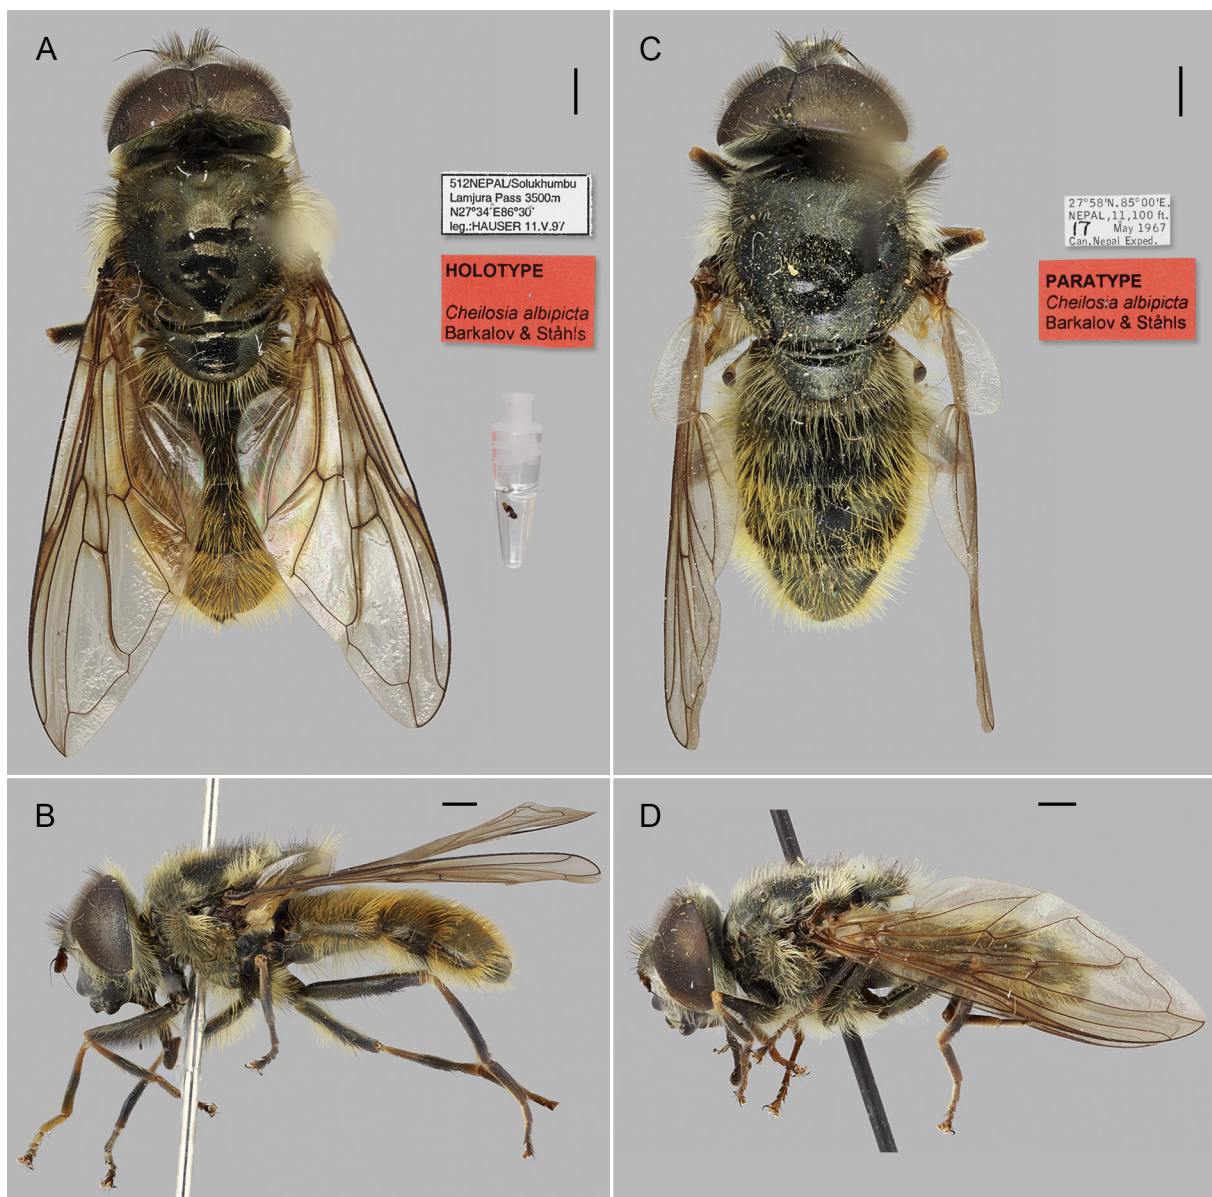 A
512NEPAL/Solukhumbu
Lamjura Pass 3500m
N27°34'E86°30'
leg.:HAUSER 11.V.97
HOLOTYPE
Cheilosia albipicta
Barkalov & Ståhls
C
27°58'N.85°00'E.
NEPAL,11,100 ft.
17 May 1967
Can.Nepal Exped.
PARATYPE
Cheilosia albipicta
Barkalov & Ståhls
B
D